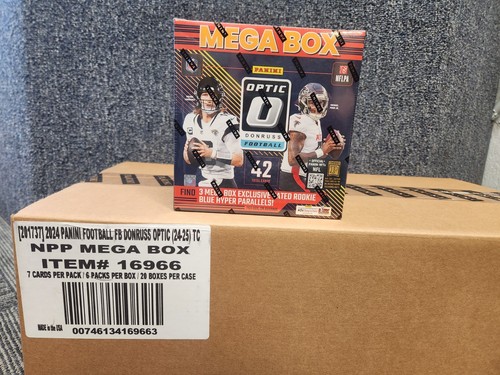 MEGA BOX
PANINI
NFLPA
OPTIC
DONRUSS
FOOTBALL
42
NFL
FIND 3 MEGA BOX EXCLUSIVE RATED ROOKIE
BLUE HYPER PARALLELS!
[201737] 2024 PANINI FOOTBALL FB DONRUSS OPTIC (24-25) TC
NPP MEGA BOX
ITEM# 16966
7 CARDS PER PACK / 6 PACKS PER BOX / 20 BOXES PER CASE
MADE in the USA
00746134169663